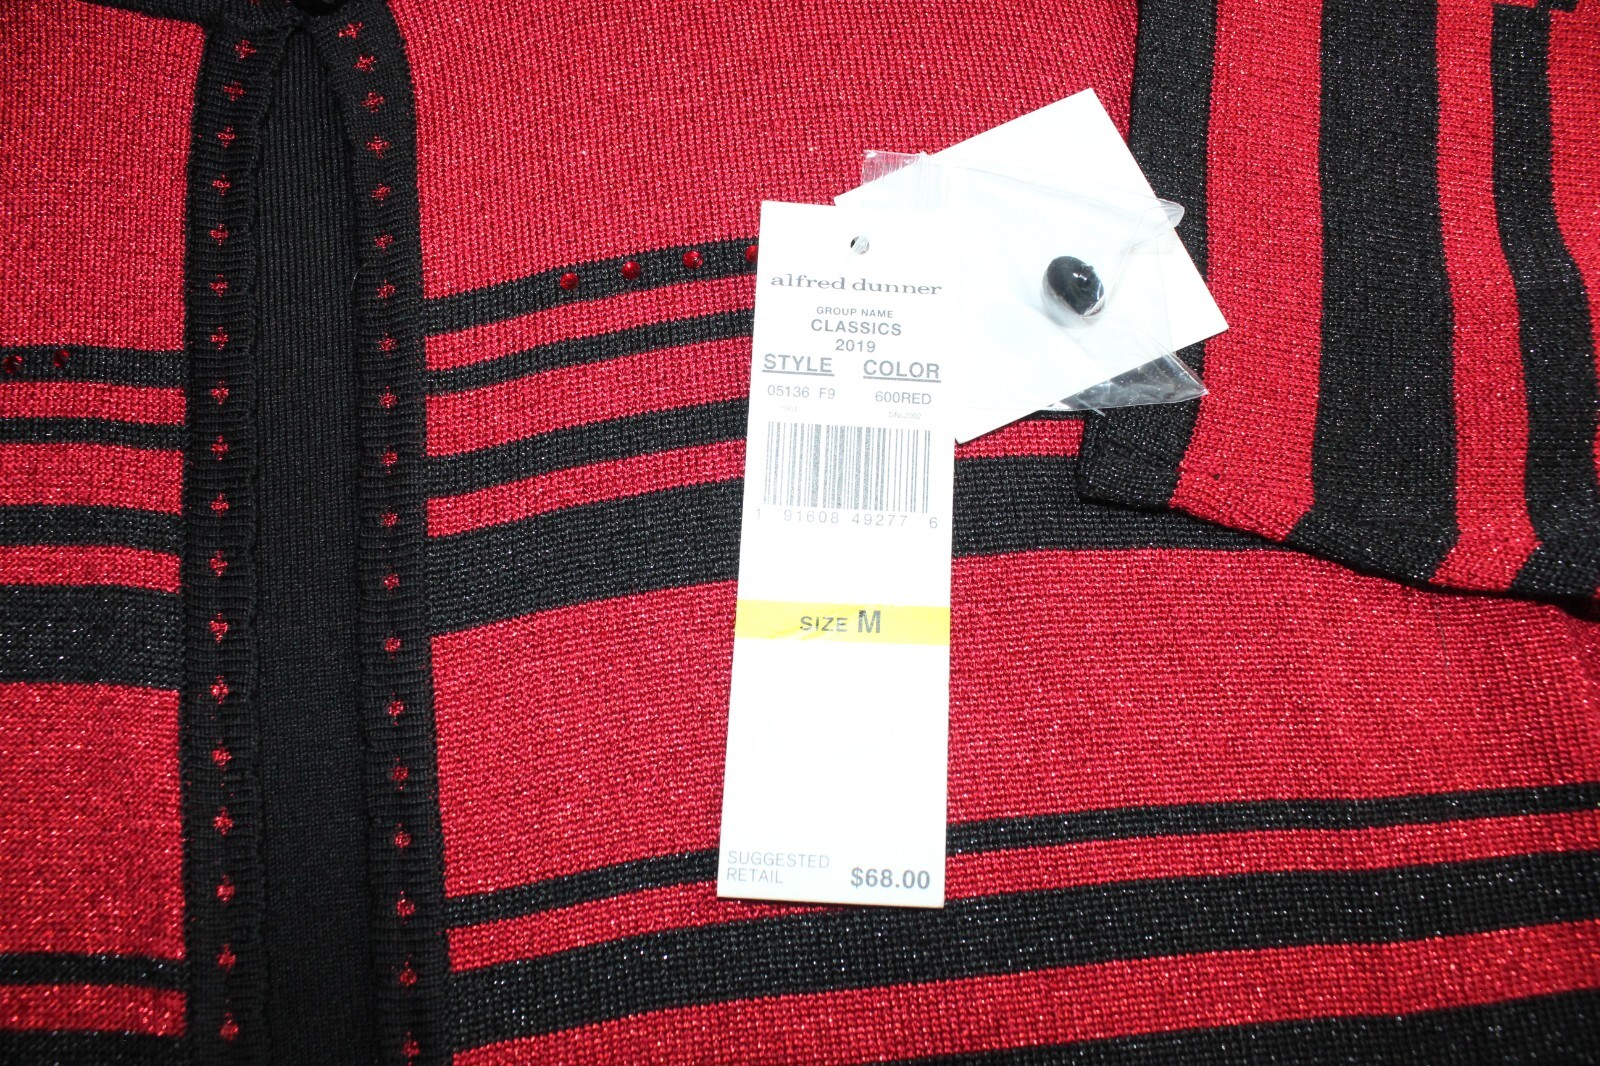 alfred dunner
GROUP NAME
CLASSICS
2019
STYLE COLOR
05136 F9 600RED
1 91608 49277 6
SIZE M
SUGGESTED
RETAIL $68.00